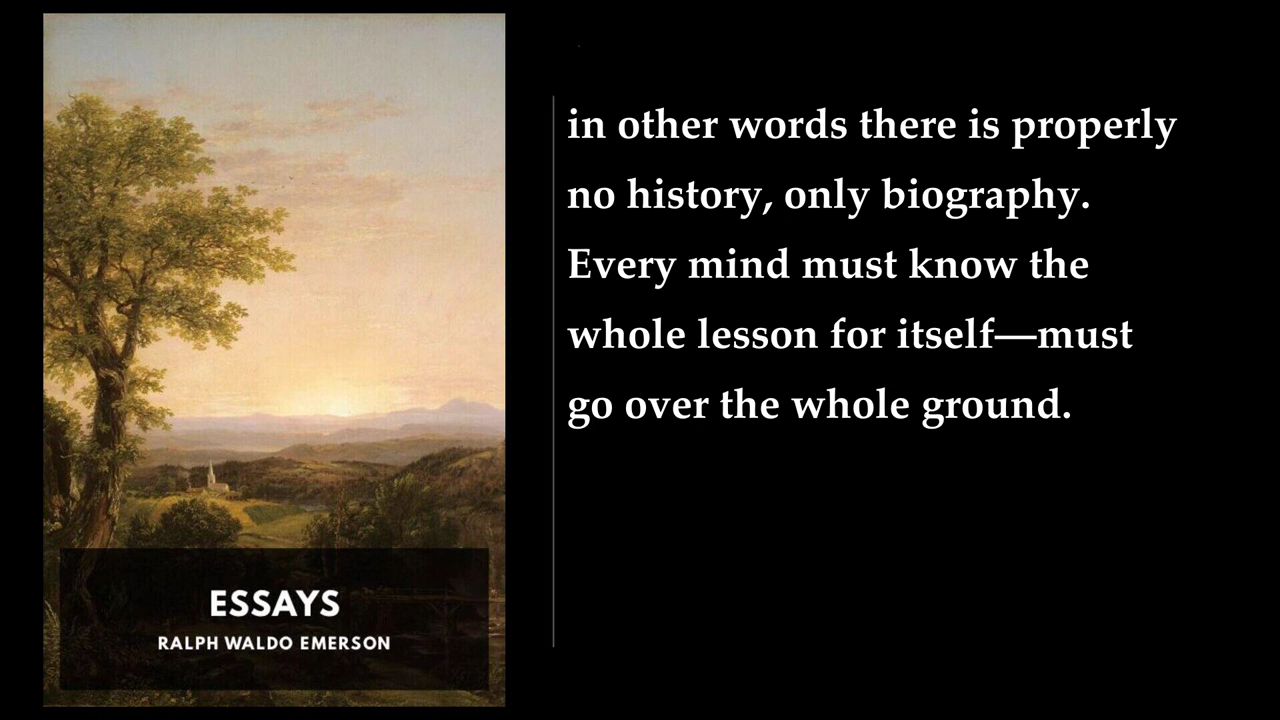 in other words there is properly
no history, only biography.
Every mind must know the
whole lesson for itself—must
go over the whole ground.
ESSAYS
RALPH WALDO EMERSON